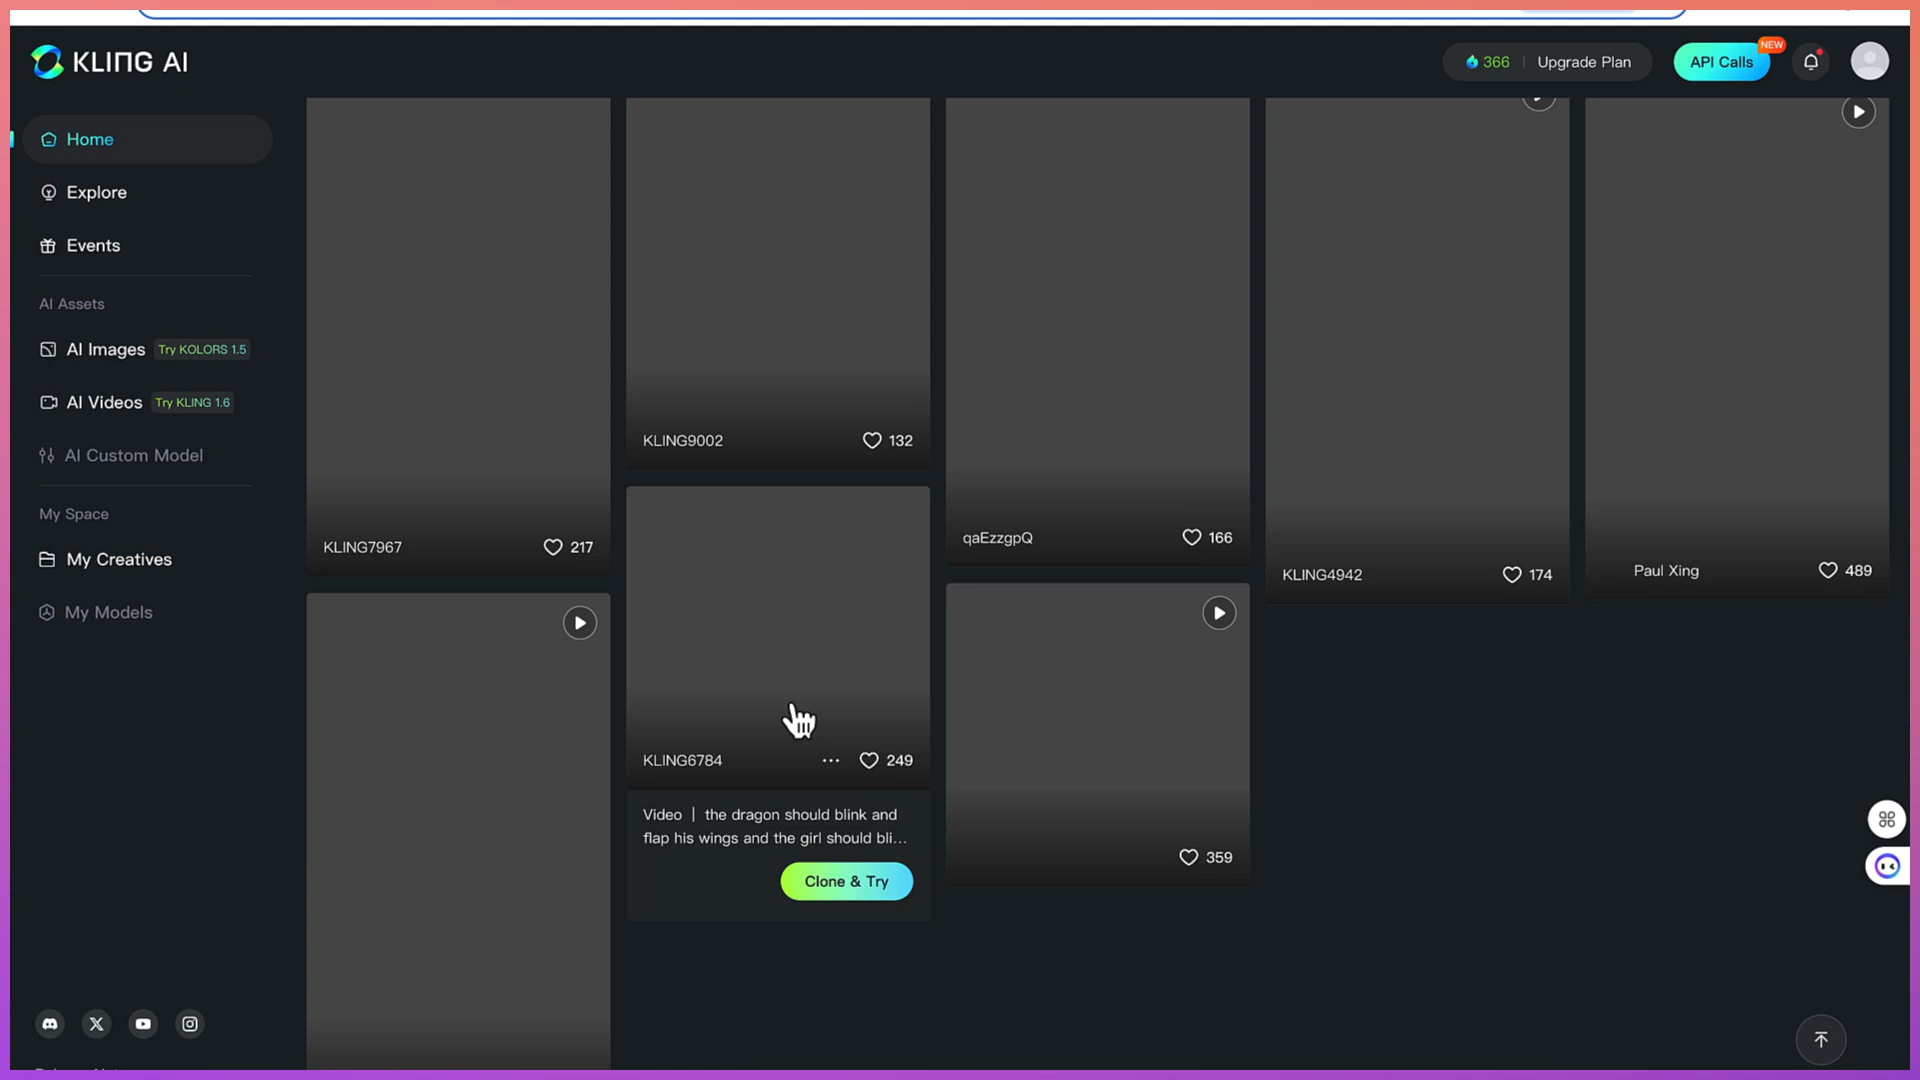 KLING AI
366
Upgrade Plan
API Calls
NEW
Home
Explore
Events
AI Assets
AI Images
Try KOLORS 1.5
AI Videos
Try KLING 1.6
AI Custom Model
My Space
My Creatives
My Models
KLING7967
217
KLING9002
132
KLING6784
...
249
Video | the dragon should blink and
flap his wings and the girl should bli...
Clone & Try
qaEzzgpQ
166
359
KLING4942
174
Paul Xing
489